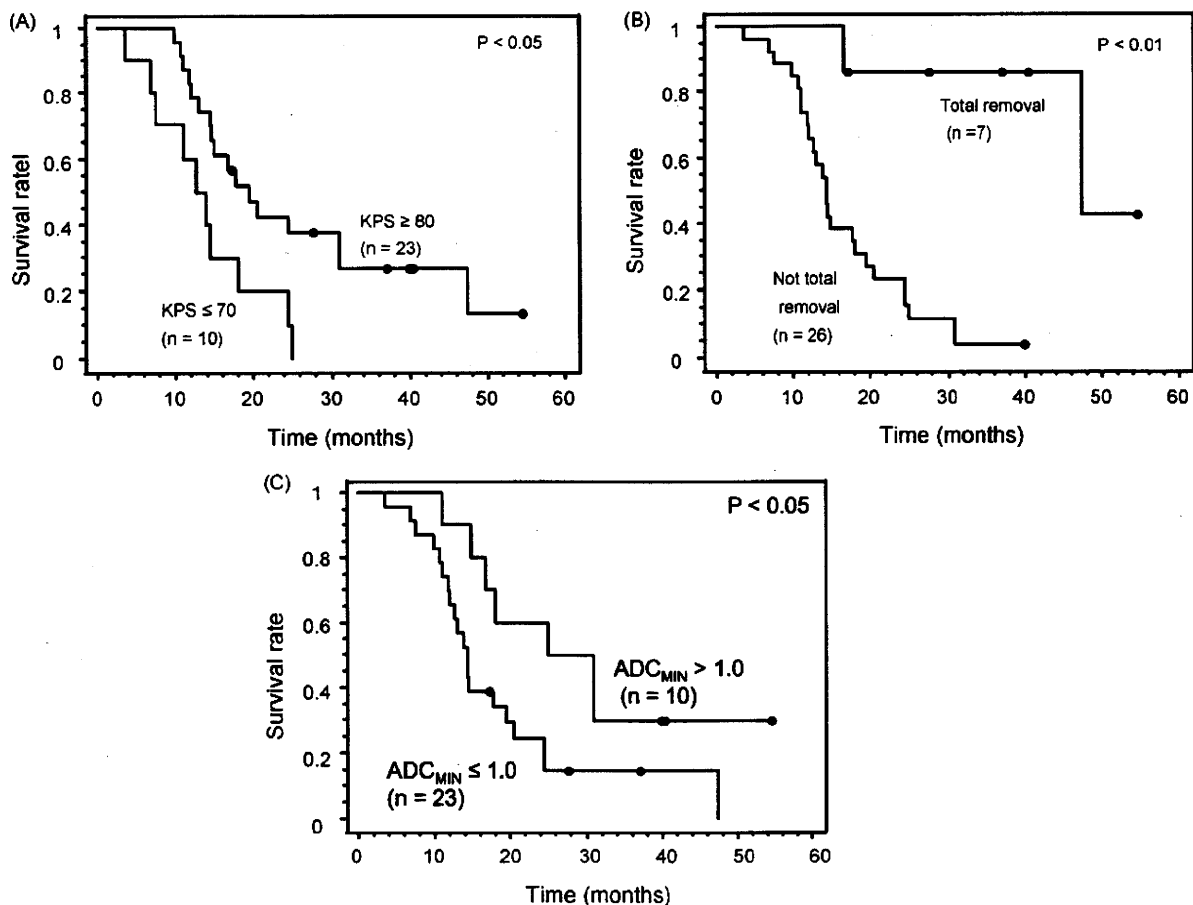 (A)
P < 0.05
Survival ratel
1
0.8
0.6
0.4
0.2
0
KPS ≥ 80
(n = 23)
KPS ≤ 70
(n = 10)
0 10 20 30 40 50 60
Time (months)
(B)
P < 0.01
Survival rate
1
0.8
0.6
0.4
0.2
0
Total removal
(n =7)
Not total
removal
(n = 26)
0 10 20 30 40 50 60
Time (months)
(C)
P < 0.05
Survival rate
1
0.8
0.6
0.4
0.2
0
ADCMIN > 1.0
(n = 10)
ADCMIN ≤ 1.0
(n = 23)
0 10 20 30 40 50 60
Time (months)